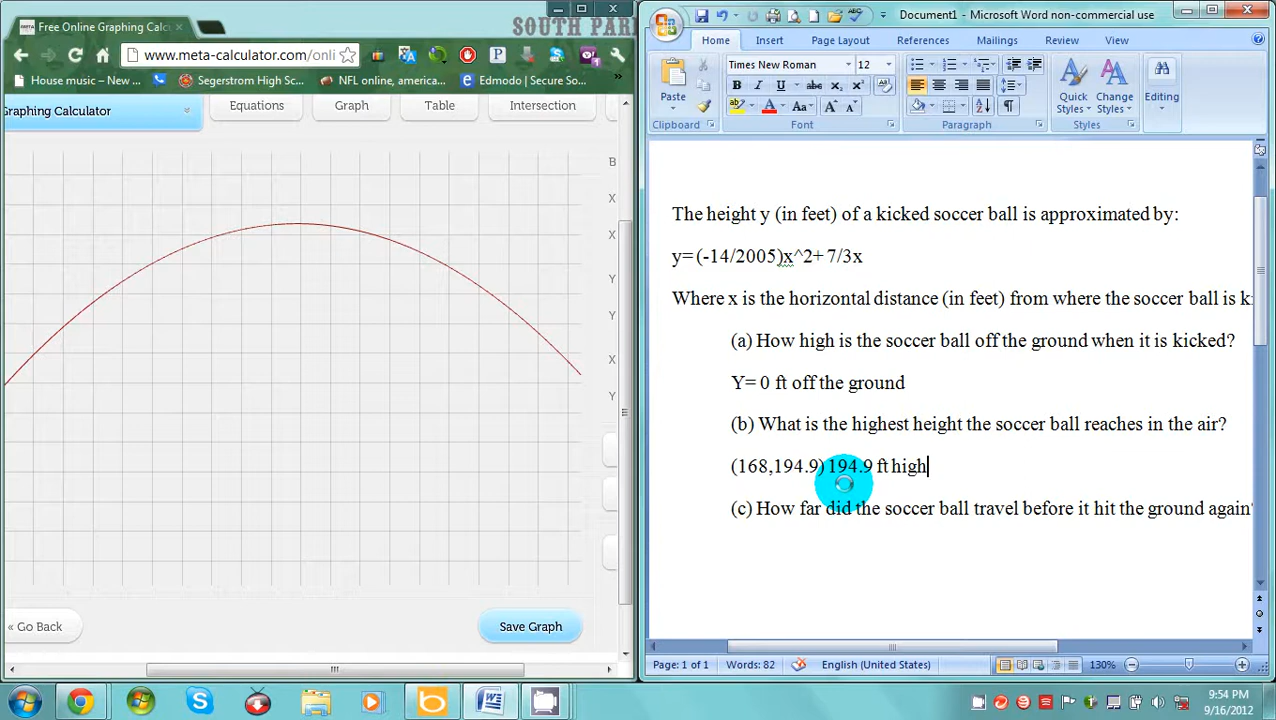 Free Online Graphing Calc
SOUTH PAR
www.meta-calculator.com/onli
House music – New ...
Segerstrom High Sc...
NFL online, america...
Edmodo | Secure So...
»
Graphing Calculator
Equations
Graph
Table
Intersection
B
X
X
Y
Y
X
Y
« Go Back
Save Graph
Document1 - Microsoft Word non-commercial use
Home
Insert
Page Layout
References
Mailings
Review
View
Times New Roman
12
Paste
B I U abc x₂ x²
ab A Aa A A
Quick Styles
Change Styles
Editing
Clipboard
Font
Paragraph
Styles
The height y (in feet) of a kicked soccer ball is approximated by:
y= (-14/2005)x^2+ 7/3x
Where x is the horizontal distance (in feet) from where the soccer ball is ki
(a) How high is the soccer ball off the ground when it is kicked?
Y= 0 ft off the ground
(b) What is the highest height the soccer ball reaches in the air?
(168,194.9) 194.9 ft high
(c) How far did the soccer ball travel before it hit the ground again?
Page: 1 of 1
Words: 82
English (United States)
130%
9:54 PM
9/16/2012